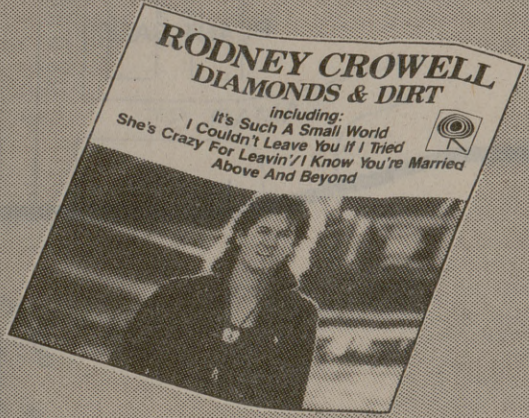 RODNEY CROWELL
DIAMONDS & DIRT
including:
It's Such A Small World
I Couldn't Leave You If I Tried
She's Crazy For Leavin'/I Know You're Married
Above And Beyond